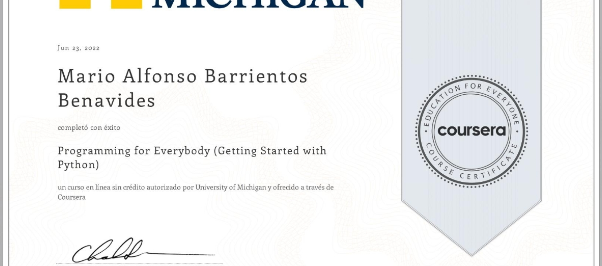 MICHIGAN
Jun 23, 2022
Mario Alfonso Barrientos
Benavides
completó con éxito
Programming for Everybody (Getting Started with
Python)
un curso en línea sin crédito autorizado por University of Michigan y ofrecido a través de
Coursera
EDUCATION FOR EVERYONE
coursera
COURSE CERTIFICATE